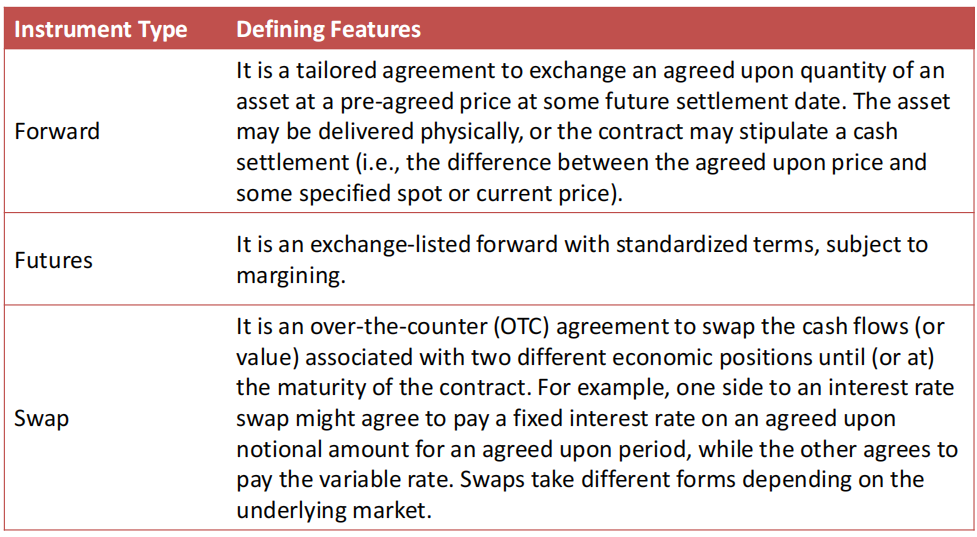 Instrument Type Defining Features
It is a tailored agreement to exchange an agreed upon quantity of an
asset at a pre-agreed price at some future settlement date. The asset
Forward may be delivered physically, or the contract may stipulate a cash
settlement (i.e., the difference between the agreed upon price and
some specified spot or current price).
Futures It is an exchange-listed forward with standardized terms, subject to
margining.
It is an over-the-counter (OTC) agreement to swap the cash flows (or
value) associated with two different economic positions until (or at)
the maturity of the contract. For example, one side to an interest rate
Swap swap might agree to pay a fixed interest rate on an agreed upon
notional amount for an agreed upon period, while the other agrees to
pay the variable rate. Swaps take different forms depending on the
underlying market.